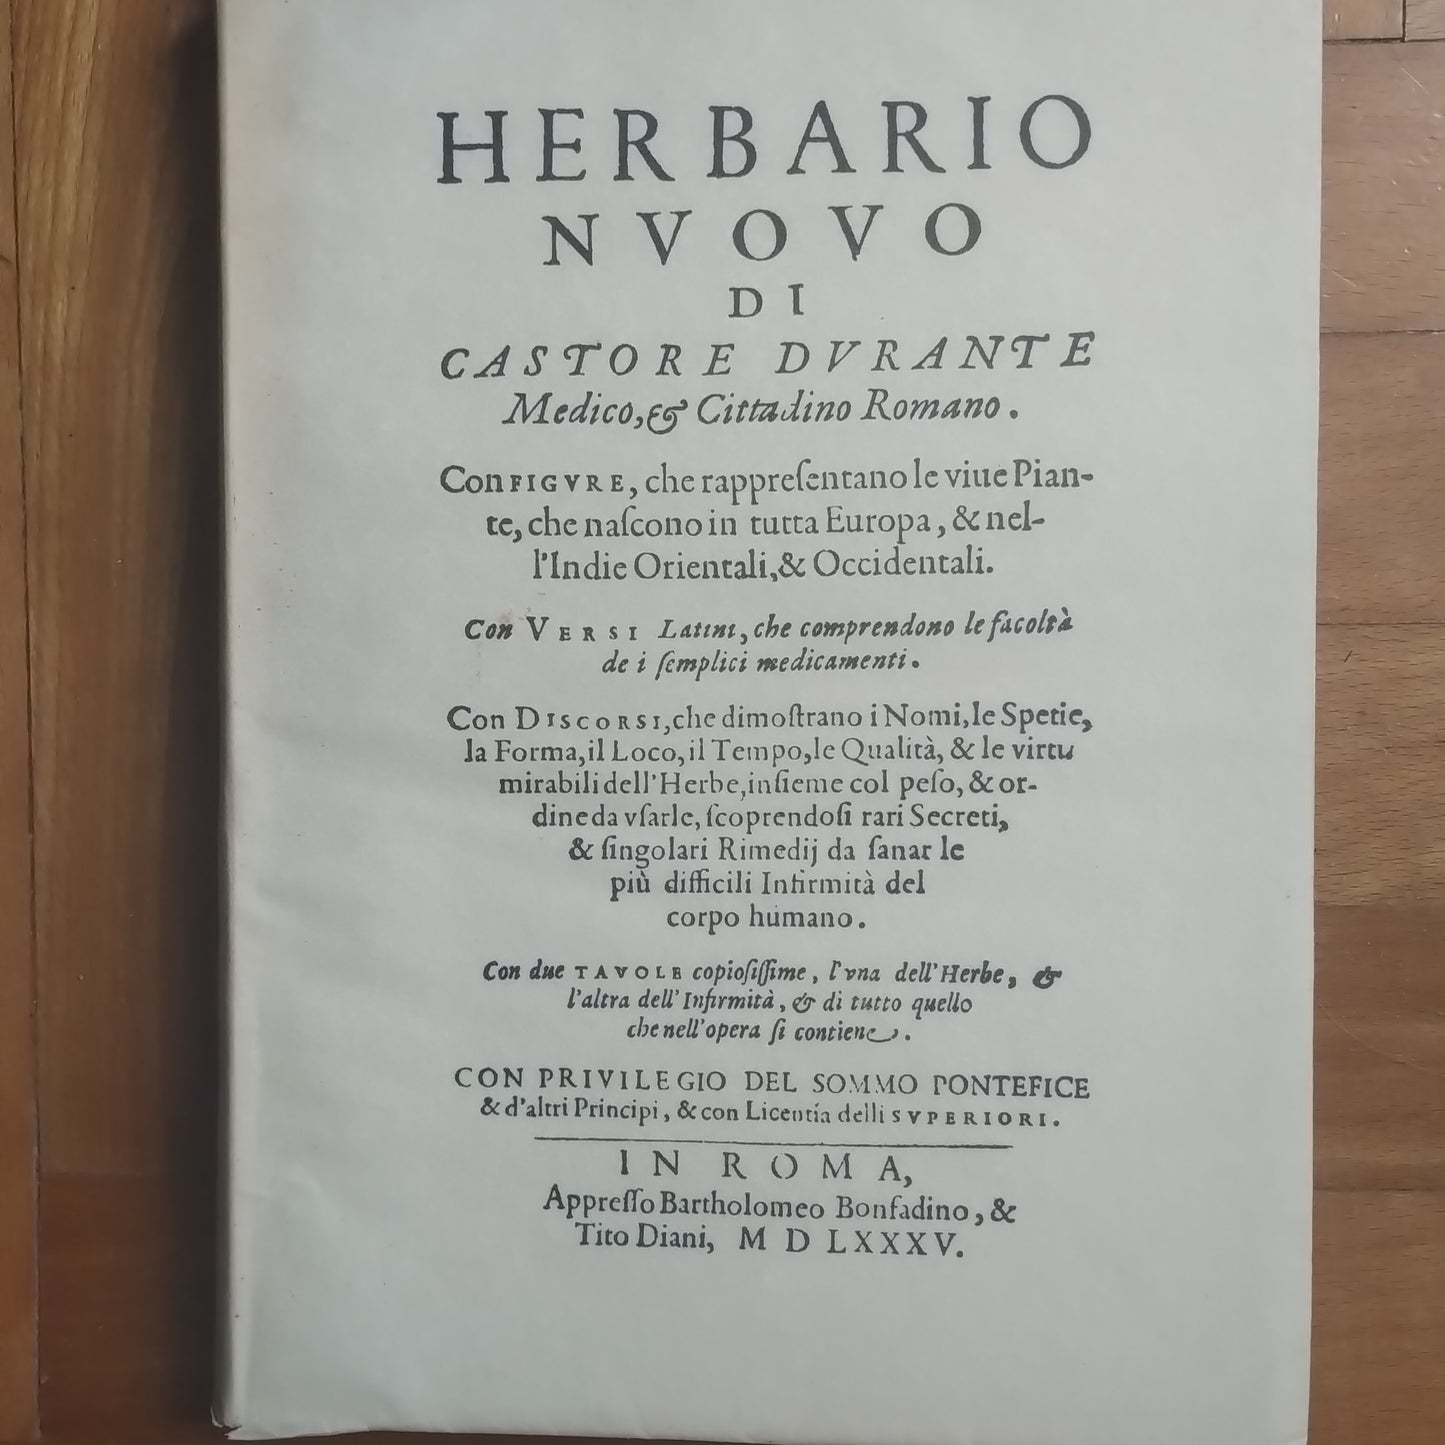 HERBARIO
NVOVO
DI
CASTORE DVRANTE
Medico, & Cittadino Romano.
Con FIGVRE, che rappreſentano le viue Pian-
te, che naſcono in tutta Europa, & nel-
l'Indie Orientali, & Occidentali.
Con VERSI Latini, che comprendono le facoltà
de i ſemplici medicamenti.
Con DISCORSI, che dimoſtrano i Nomi, le Spetie,
la Forma, il Loco, il Tempo, le Qualità, & le virtu
mirabili dell'Herbe, inſieme col peſo, & or-
dine da vſarle, ſcoprendoſi rari Secreti,
& ſingolari Rimedij da ſanar le
più difficili Infirmità del
corpo humano.
Con due TAVOLE copioſiſſime, l'vna dell'Herbe, &
l'altra dell'Infirmità, & di tutto quello
che nell'opera ſi contiene.
CON PRIVILEGIO DEL SOMMO PONTEFICE
& d'altri Principi, & con Licentia delli SVPERIORI.
IN ROMA,
Appreſſo Bartholomeo Bonfadino, &
Tito Diani, M D LXXXV.